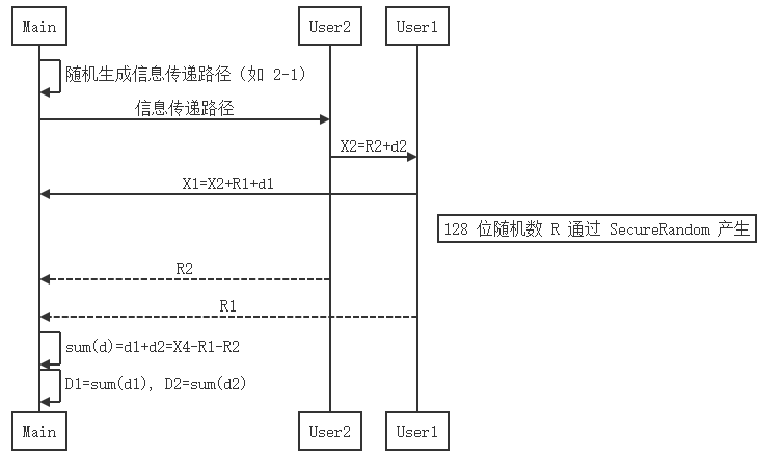 Main
User2
User1
随机生成信息传递路径 (如 2-1)
信息传递路径
X2=R2+d2
X1=X2+R1+d1
128 位随机数 R 通过 SecureRandom 产生
R2
R1
sum(d)=d1+d2=X4-R1-R2
D1=sum(d1), D2=sum(d2)
Main
User2
User1